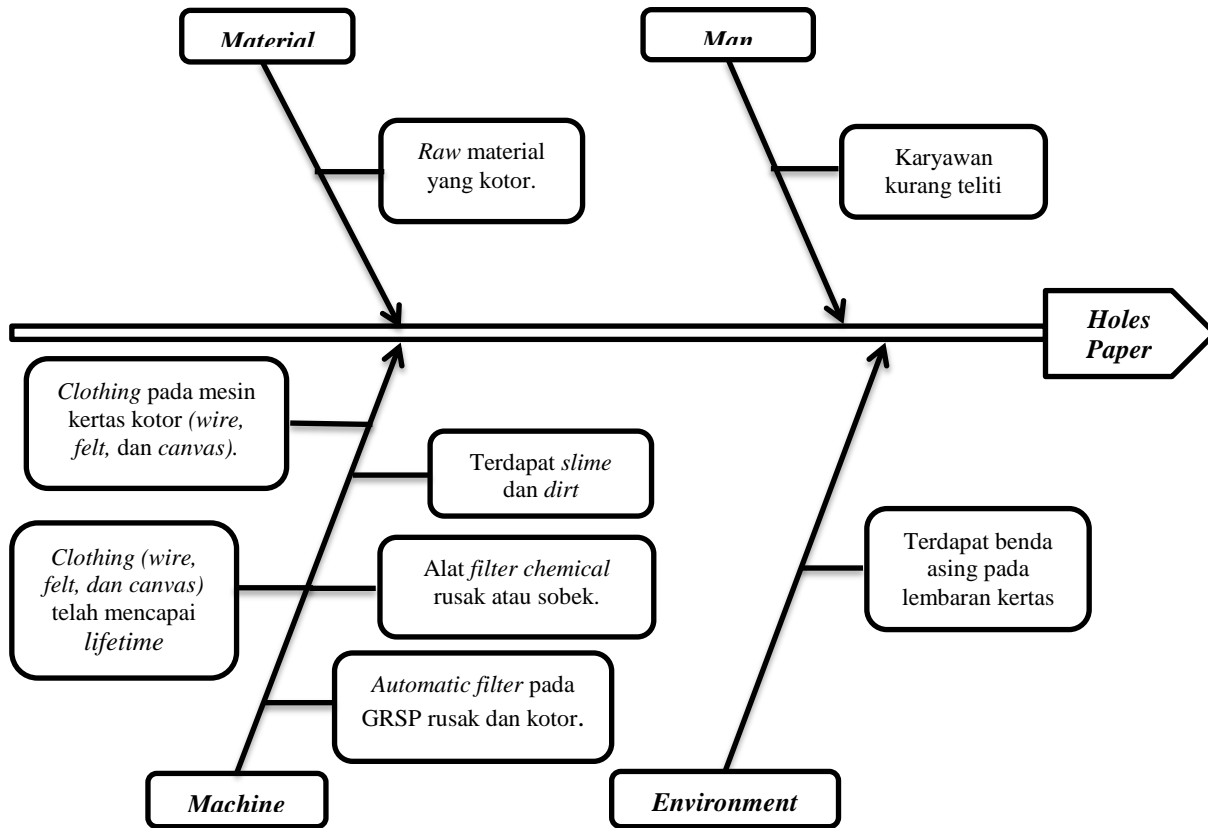 Material
Man
Raw material
yang kotor.
Karyawan
kurang teliti
Holes
Paper
Clothing pada mesin
kertas kotor (wire,
felt, dan canvas).
Terdapat slime
dan dirt
Clothing (wire,
felt, dan canvas)
telah mencapai
lifetime
Alat filter chemical
rusak atau sobek.
Terdapat benda
asing pada
lembaran kertas
Automatic filter pada
GRSP rusak dan kotor.
Machine
Environment